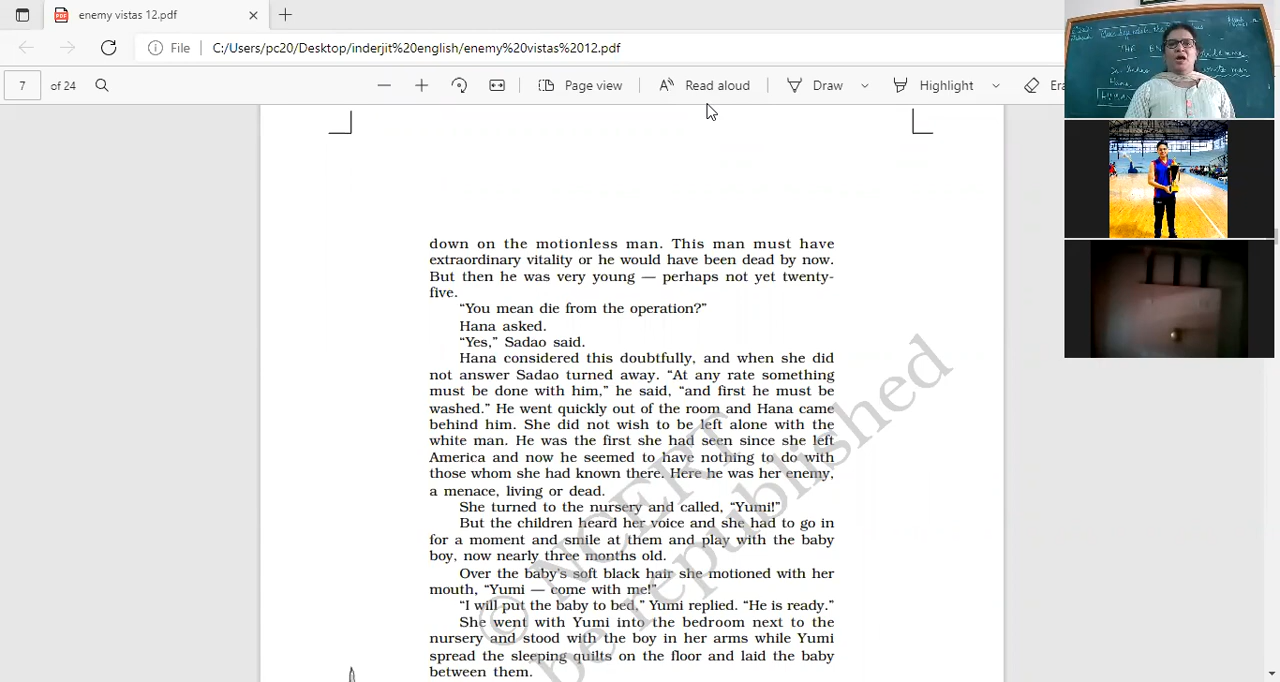 enemy vistas 12.pdf
File C:/Users/pc20/Desktop/inderjit%20english/enemy%20vistas%2012.pdf
7 of 24 Page view Read aloud Draw Highlight Era
THE EN
down on the motionless man. This man must have
extraordinary vitality or he would have been dead by now.
But then he was very young — perhaps not yet twenty-
five.
“You mean die from the operation?”
Hana asked.
“Yes,” Sadao said.
Hana considered this doubtfully, and when she did
not answer Sadao turned away. “At any rate something
must be done with him,” he said, “and first he must be
washed.” He went quickly out of the room and Hana came
behind him. She did not wish to be left alone with the
white man. He was the first she had seen since she left
America and now he seemed to have nothing to do with
those whom she had known there. Here he was her enemy,
a menace, living or dead.
She turned to the nursery and called, “Yumi!”
But the children heard her voice and she had to go in
for a moment and smile at them and play with the baby
boy, now nearly three months old.
Over the baby’s soft black hair she motioned with her
mouth, “Yumi — come with me!”
“I will put the baby to bed,” Yumi replied. “He is ready.”
She went with Yumi into the bedroom next to the
nursery and stood with the boy in her arms while Yumi
spread the sleeping quilts on the floor and laid the baby
between them.
© NCERT
be republished